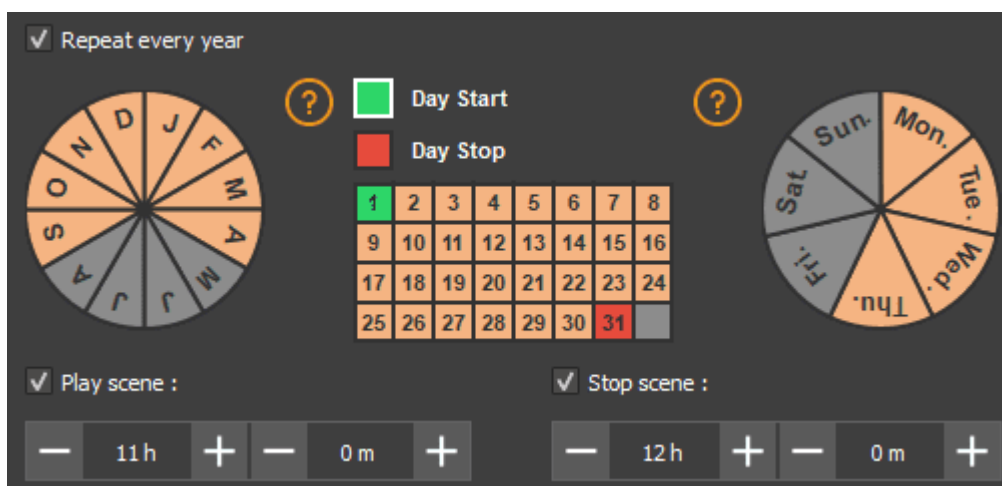 Repeat every year
J
F
M
A
M
J
J
A
S
O
N
D
?
Day Start
Day Stop
1 2 3 4 5 6 7 8
9 10 11 12 13 14 15 16
17 18 19 20 21 22 23 24
25 26 27 28 29 30 31
?
Mon.
Tue.
Wed.
Thu.
Fri.
Sat.
Sun.
Play scene :
Stop scene :
11 h
0 m
12 h
0 m